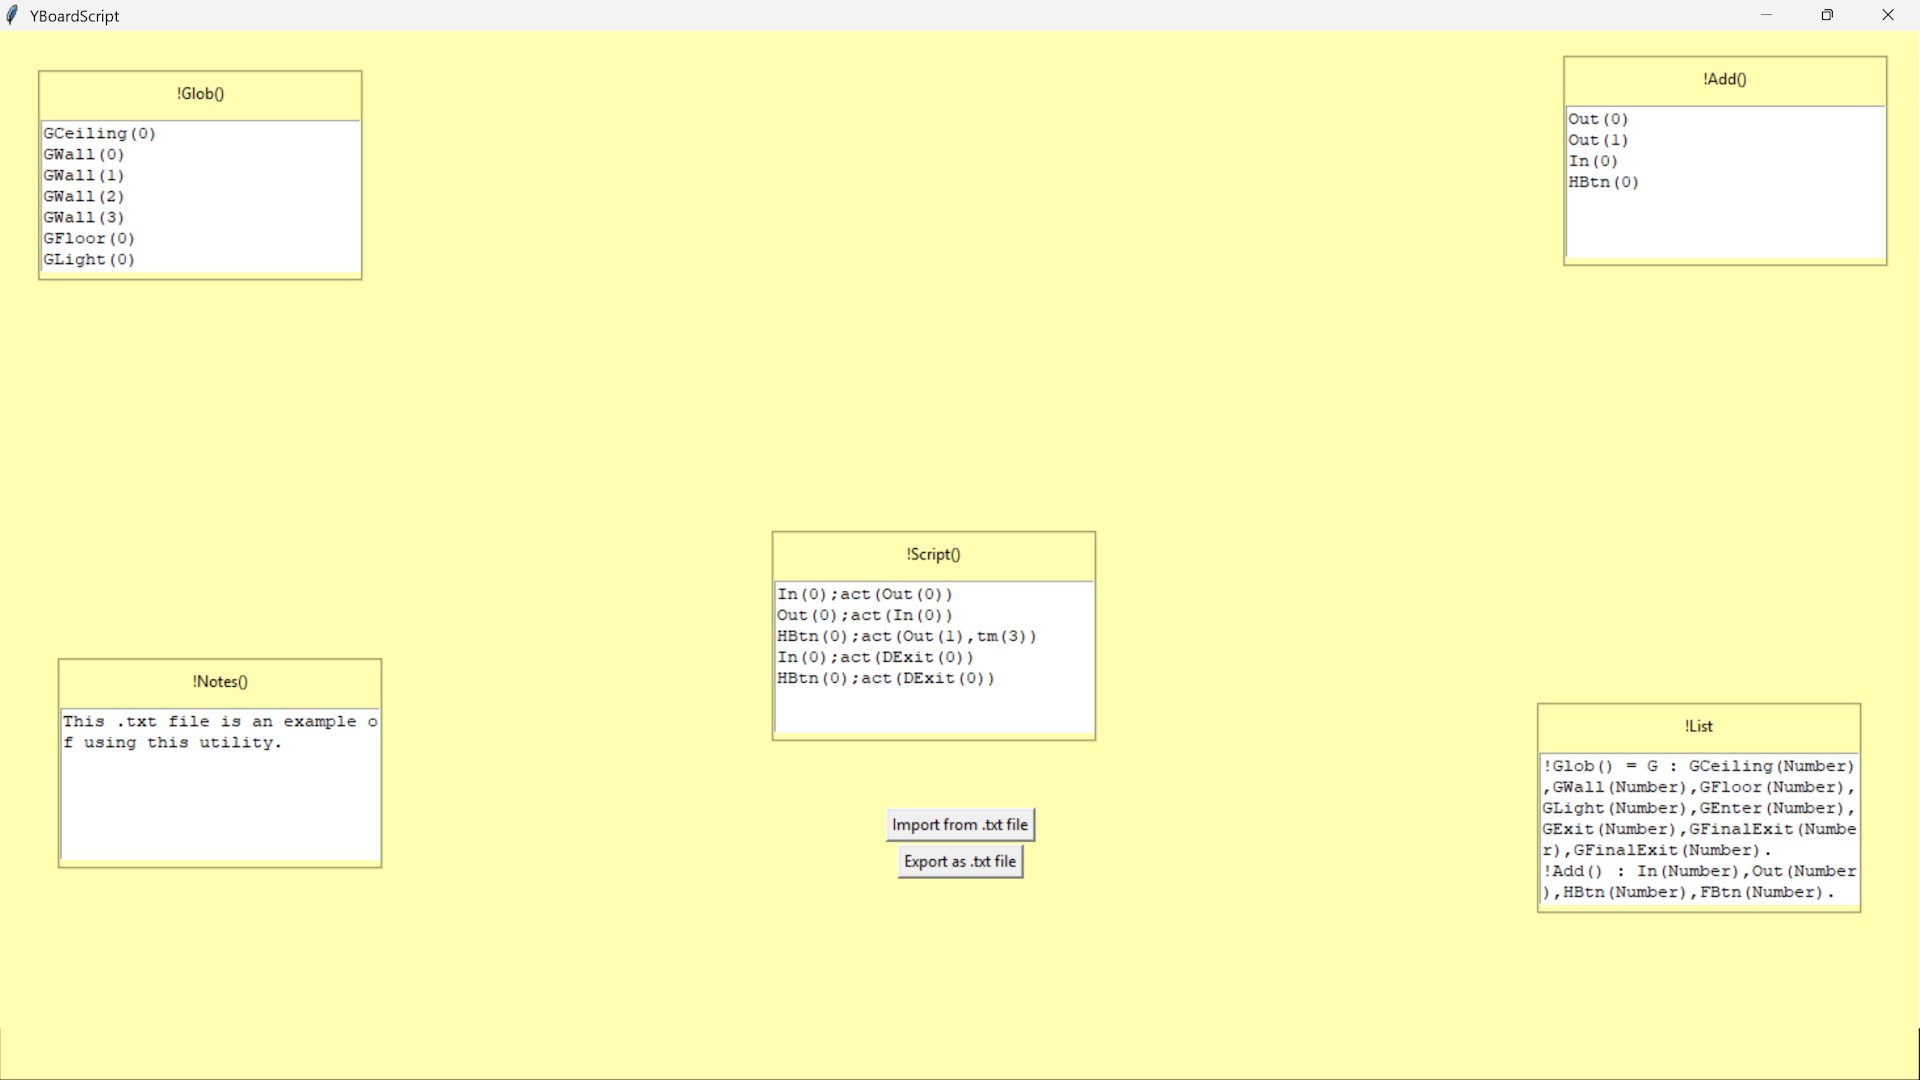 YBoardScript
!Glob()
GCeiling(0)
GWall(0)
GWall(1)
GWall(2)
GWall(3)
GFloor(0)
GLight(0)
!Add()
Out(0)
Out(1)
In(0)
HBtn(0)
!Script()
In(0);act(Out(0))
Out(0);act(In(0))
HBtn(0);act(Out(1),tm(3))
In(0);act(DExit(0))
HBtn(0);act(DExit(0))
!Notes()
This .txt file is an example o
f using this utility.
!List
!Glob() = G : GCeiling(Number)
,GWall(Number),GFloor(Number),
GLight(Number),GEnter(Number),
GExit(Number),GFinalExit(Numbe
r),GFinalExit(Number).
!Add() : In(Number),Out(Number
),HBtn(Number),FBtn(Number).
Import from .txt file
Export as .txt file